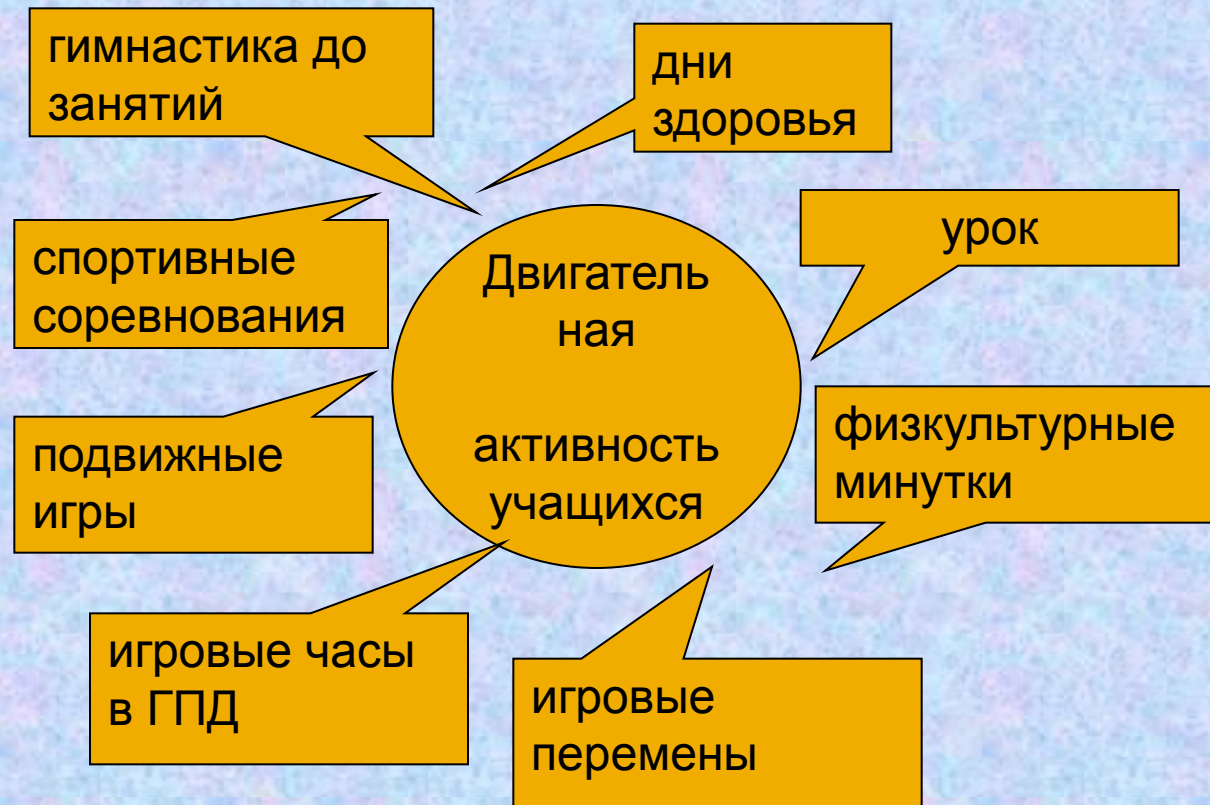 гимнастика до
занятий
дни
здоровья
урок
спортивные
соревнования
Двигатель
ная
активность
учащихся
физкультурные
минутки
подвижные
игры
игровые часы
в ГПД
игровые
перемены